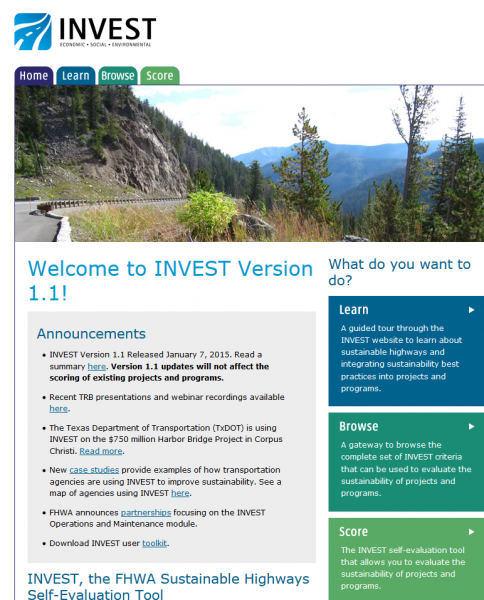 INVEST
ECONOMIC • SOCIAL • ENVIRONMENTAL
Home Learn Browse Score
Welcome to INVEST Version
1.1!
Announcements
• INVEST Version 1.1 Released January 7, 2015. Read a
summary here. Version 1.1 updates will not affect the
scoring of existing projects and programs.
• Recent TRB presentations and webinar recordings available
here.
• The Texas Department of Transportation (TxDOT) is using
INVEST on the $750 million Harbor Bridge Project in Corpus
Christi. Read more.
• New case studies provide examples of how transportation
agencies are using INVEST to improve sustainability. See a
map of agencies using INVEST here.
• FHWA announces partnerships focusing on the INVEST
Operations and Maintenance module.
• Download INVEST user toolkit.
INVEST, the FHWA Sustainable Highways
Self-Evaluation Tool
What do you want to
do?
Learn
A guided tour through the
INVEST website to learn about
sustainable highways and
integrating sustainability best
practices into projects and
programs.
Browse
A gateway to browse the
complete set of INVEST criteria
that can be used to evaluate the
sustainability of projects and
programs.
Score
The INVEST self-evaluation tool
that allows you to evaluate the
sustainability of projects and
programs.